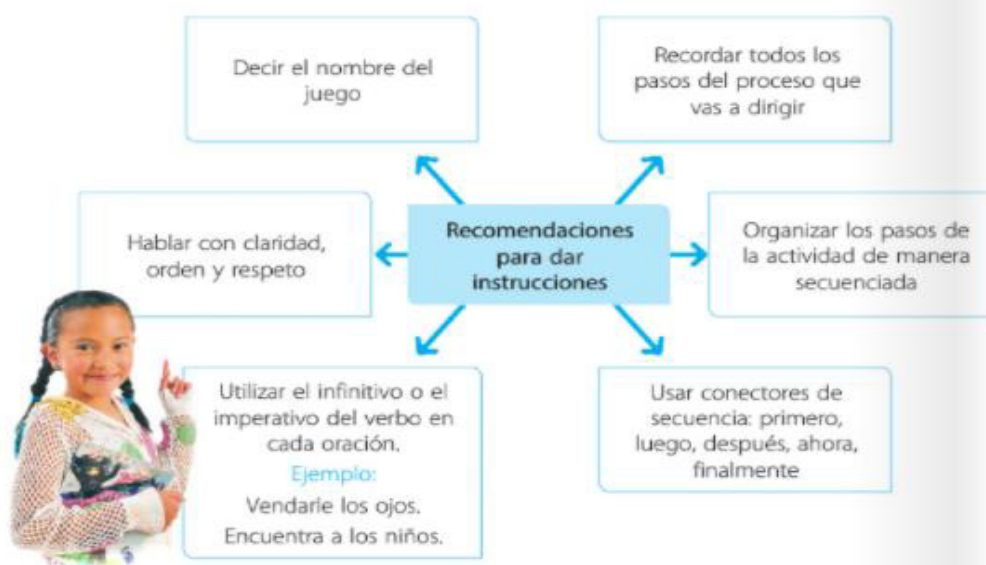 Decir el nombre del
juego
Recordar todos los
pasos del proceso que
vas a dirigir
Hablar con claridad,
orden y respeto
Recomendaciones
para dar
instrucciones
Organizar los pasos de
la actividad de manera
secuenciada
Utilizar el infinitivo o el
imperativo del verbo en
cada oración.
Ejemplo:
Vendarle los ojos.
Encuentra a los niños.
Usar conectores de
secuencia: primero,
luego, después, ahora,
finalmente